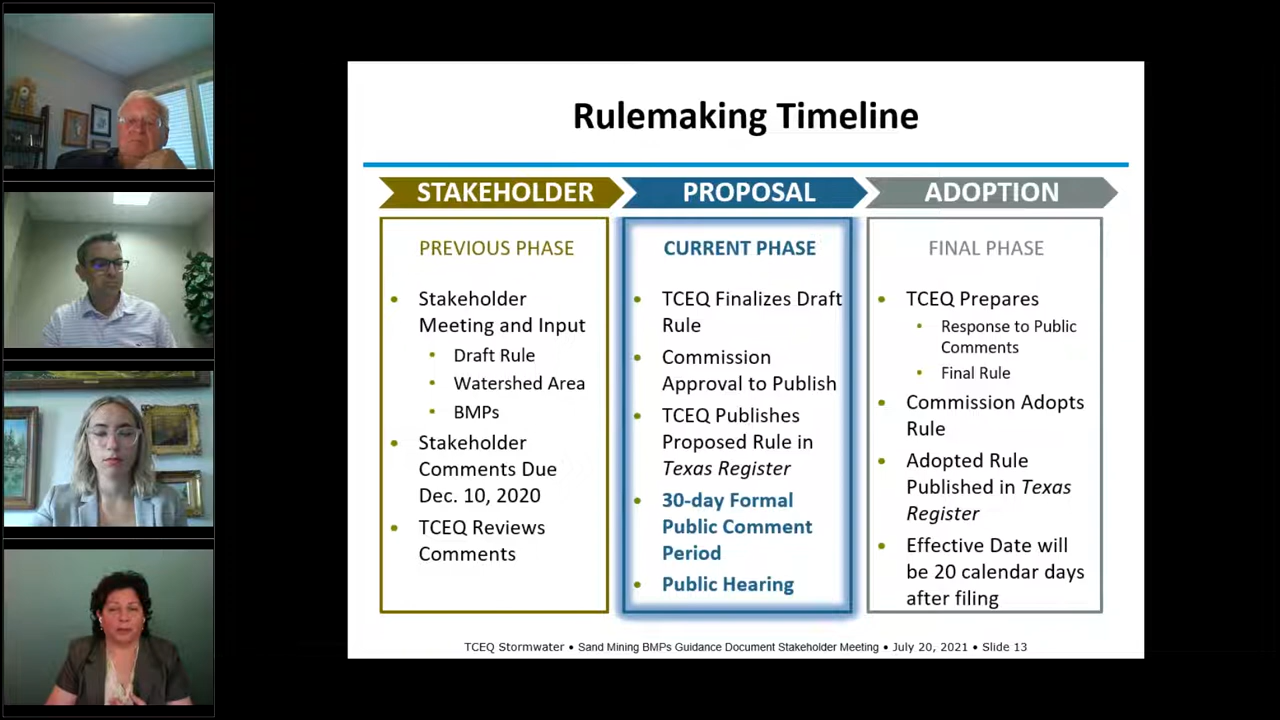 Rulemaking Timeline
STAKEHOLDER
PREVIOUS PHASE
• Stakeholder
Meeting and Input
• Draft Rule
• Watershed Area
• BMPs
• Stakeholder
Comments Due
Dec. 10, 2020
• TCEQ Reviews
Comments
PROPOSAL
CURRENT PHASE
• TCEQ Finalizes Draft
Rule
• Commission
Approval to Publish
• TCEQ Publishes
Proposed Rule in
Texas Register
• 30-day Formal
Public Comment
Period
• Public Hearing
ADOPTION
FINAL PHASE
• TCEQ Prepares
• Response to Public
Comments
• Final Rule
• Commission Adopts
Rule
• Adopted Rule
Published in Texas
Register
• Effective Date will
be 20 calendar days
after filing
TCEQ Stormwater • Sand Mining BMPs Guidance Document Stakeholder Meeting • July 20, 2021 • Slide 13